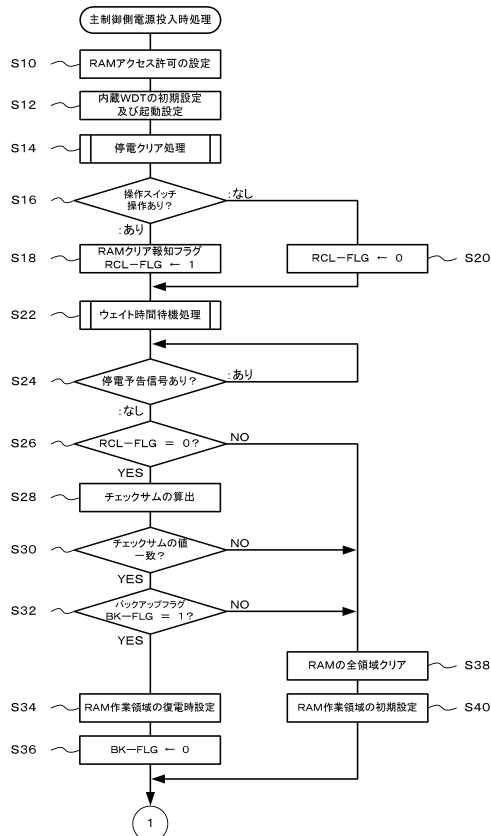 主制御側電源投入時処理
S10
RAMアクセス許可の設定
S12
内蔵WDTの初期設定
及び起動設定
S14
停電クリア処理
S16
操作スイッチ
操作あり?
:なし
:あり
S18
RAMクリア報知フラグ
RCL−FLG ← 1
RCL−FLG ← 0
S20
S22
ウェイト時間待機処理
S24
停電予告信号あり?
:あり
:なし
S26
RCL−FLG = 0?
NO
YES
S28
チェックサムの算出
S30
チェックサムの値
一致?
NO
YES
S32
バックアップフラグ
BK−FLG = 1?
NO
YES
RAMの全領域クリア
S38
S34
RAM作業領域の復電時設定
RAM作業領域の初期設定
S40
S36
BK−FLG ← 0
1